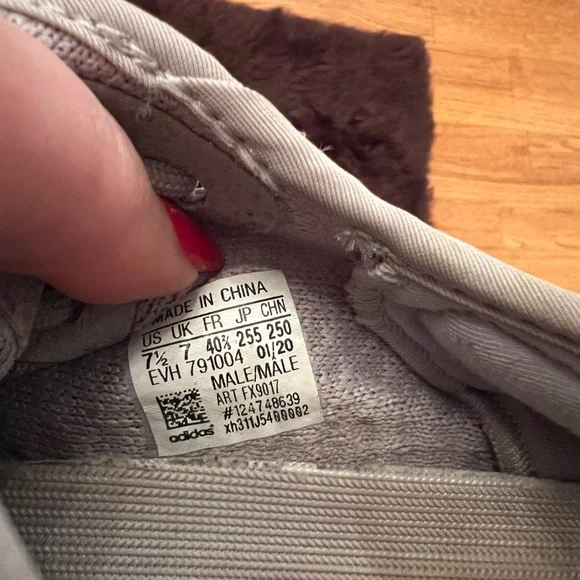 MADE IN CHINA
US UK FR JP CHN
7½ 7 40⅔ 255 250
EVH 791004 01/20
MALE/MALE
ART FX9017
#124748639
xh311J5400002
adidas